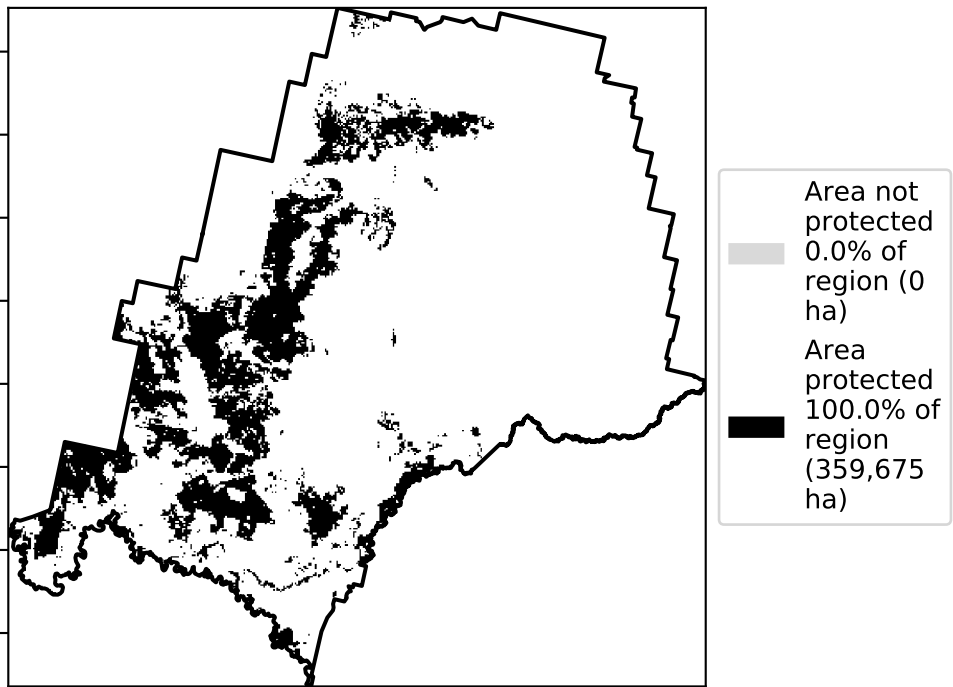 Area not
protected
0.0% of
region (0
ha)
Area
protected
100.0% of
region
(359,675
ha)